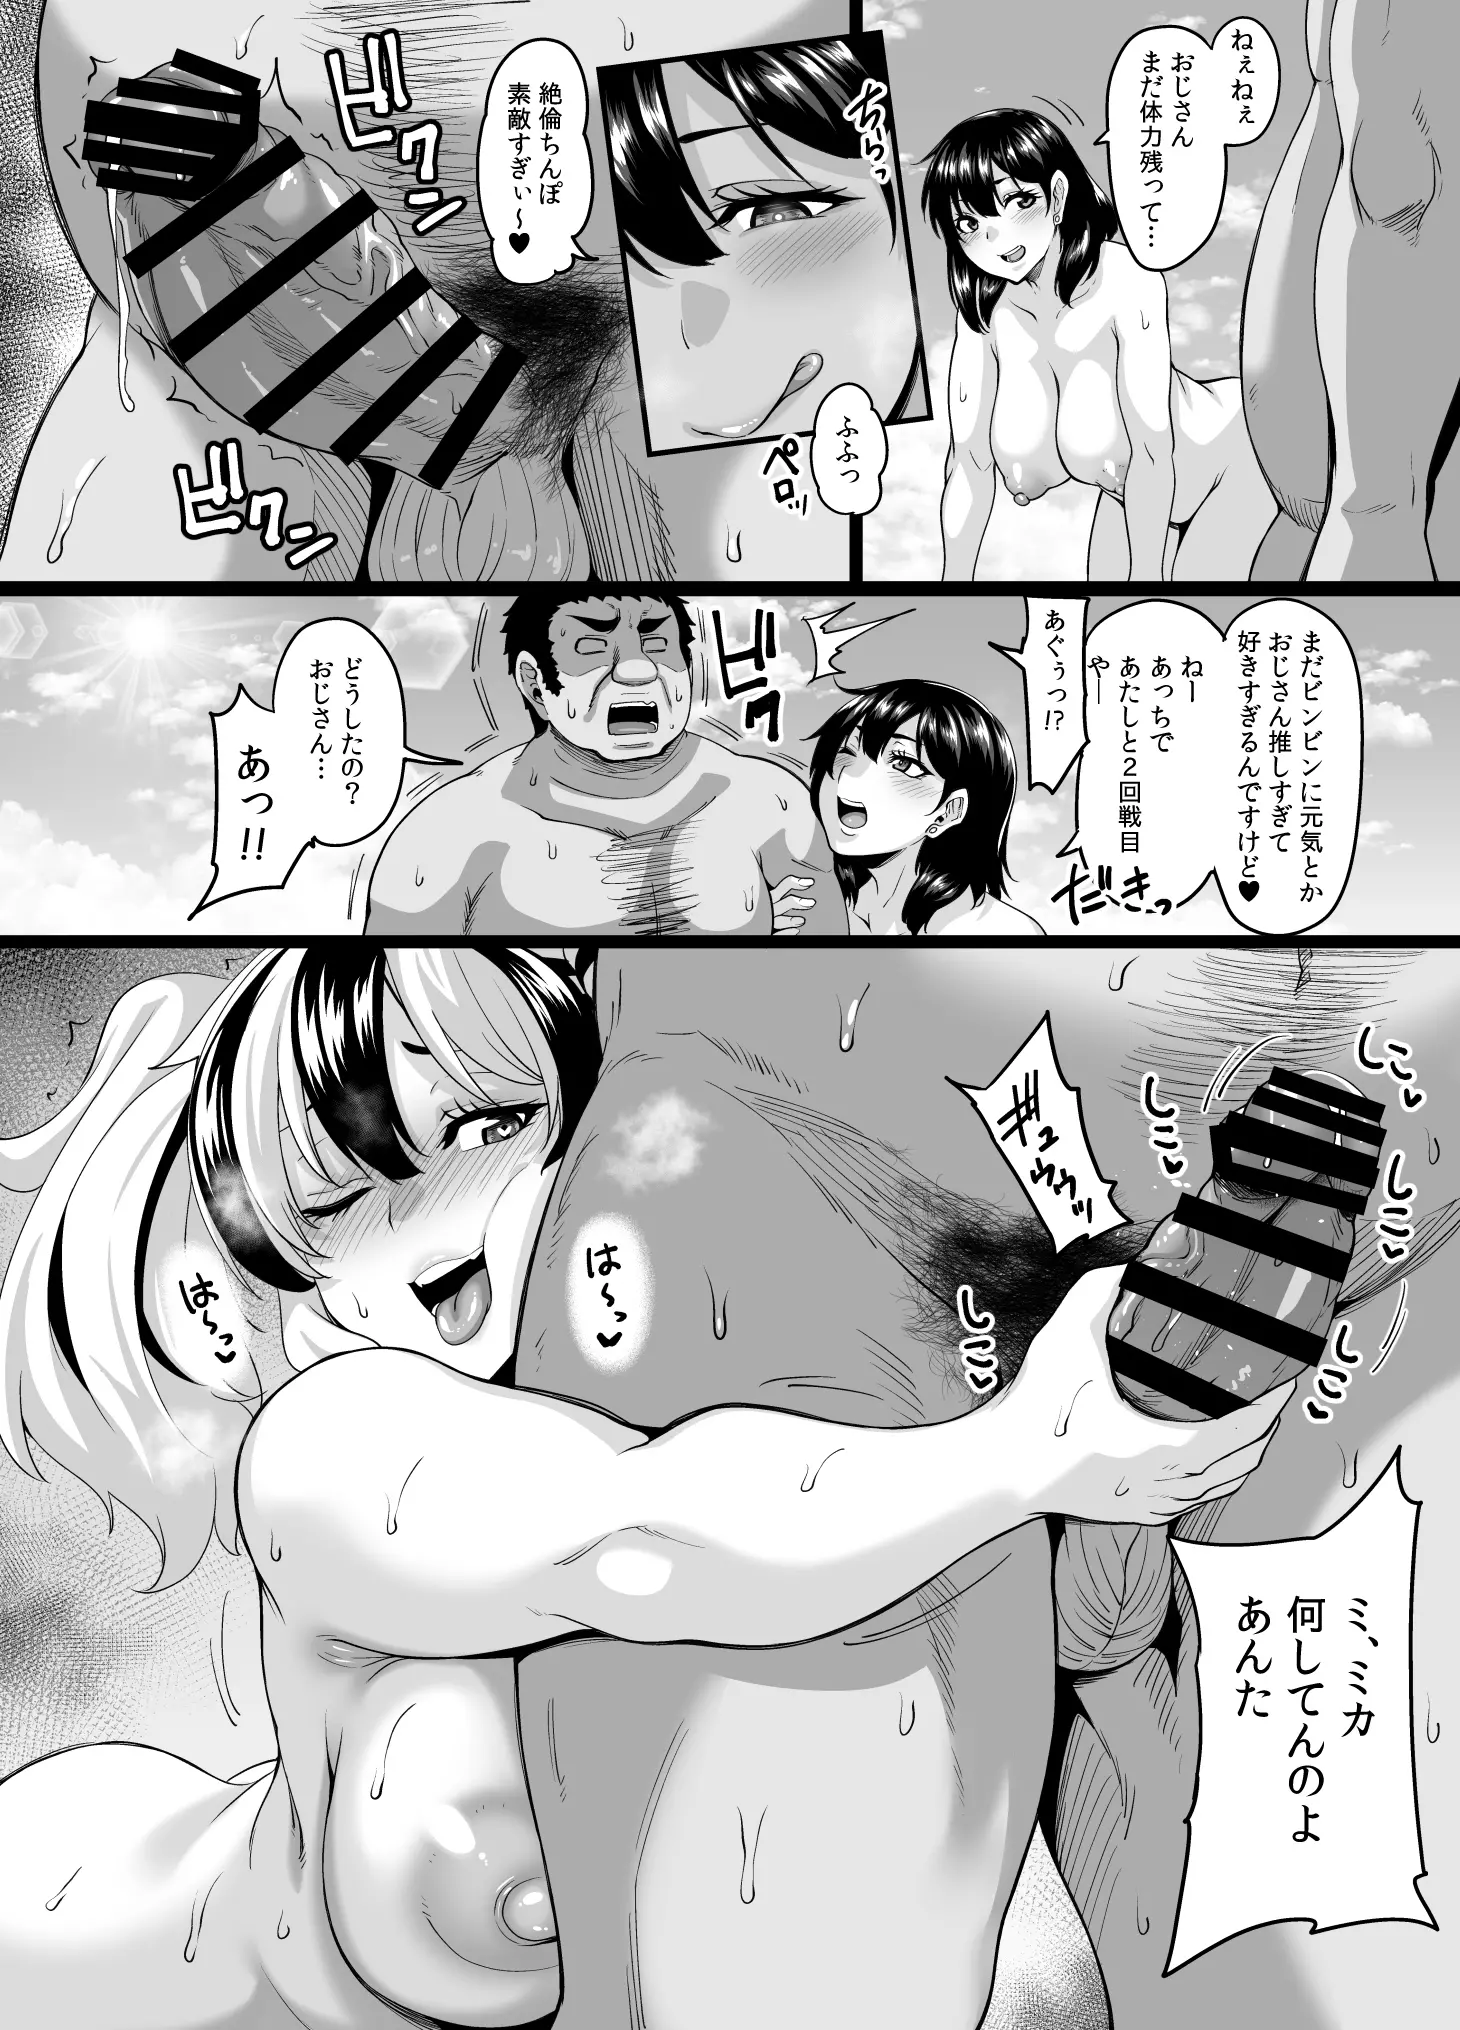 ねぇねぇ
おじさん
まだ体力残って…
ちらっ
絶倫ちんぽ
素敵すぎぃ～♥
ビクン
ビクン
ふふっ
ペロッ
まだビンビンに元気とか
おじさん推しすぎて
好きすぎるんですけど♥
ねー
あっちで
あたしと2回戦目
やー
だきっ
あぐぅっ!?
ビクッ
どうしたの？
おじさん…
あっ!!
ギュウウッ
しこ♥
しこ♥
しこ♥
しこ♥
しこ♥
は～っ♥
は～っ♥
ミ、ミカ
何してんのよ
あんた